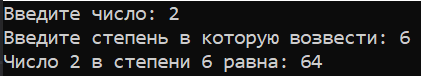 Введите число: 2
Введите степень в которую возвести: 6
Число 2 в степени 6 равна: 64